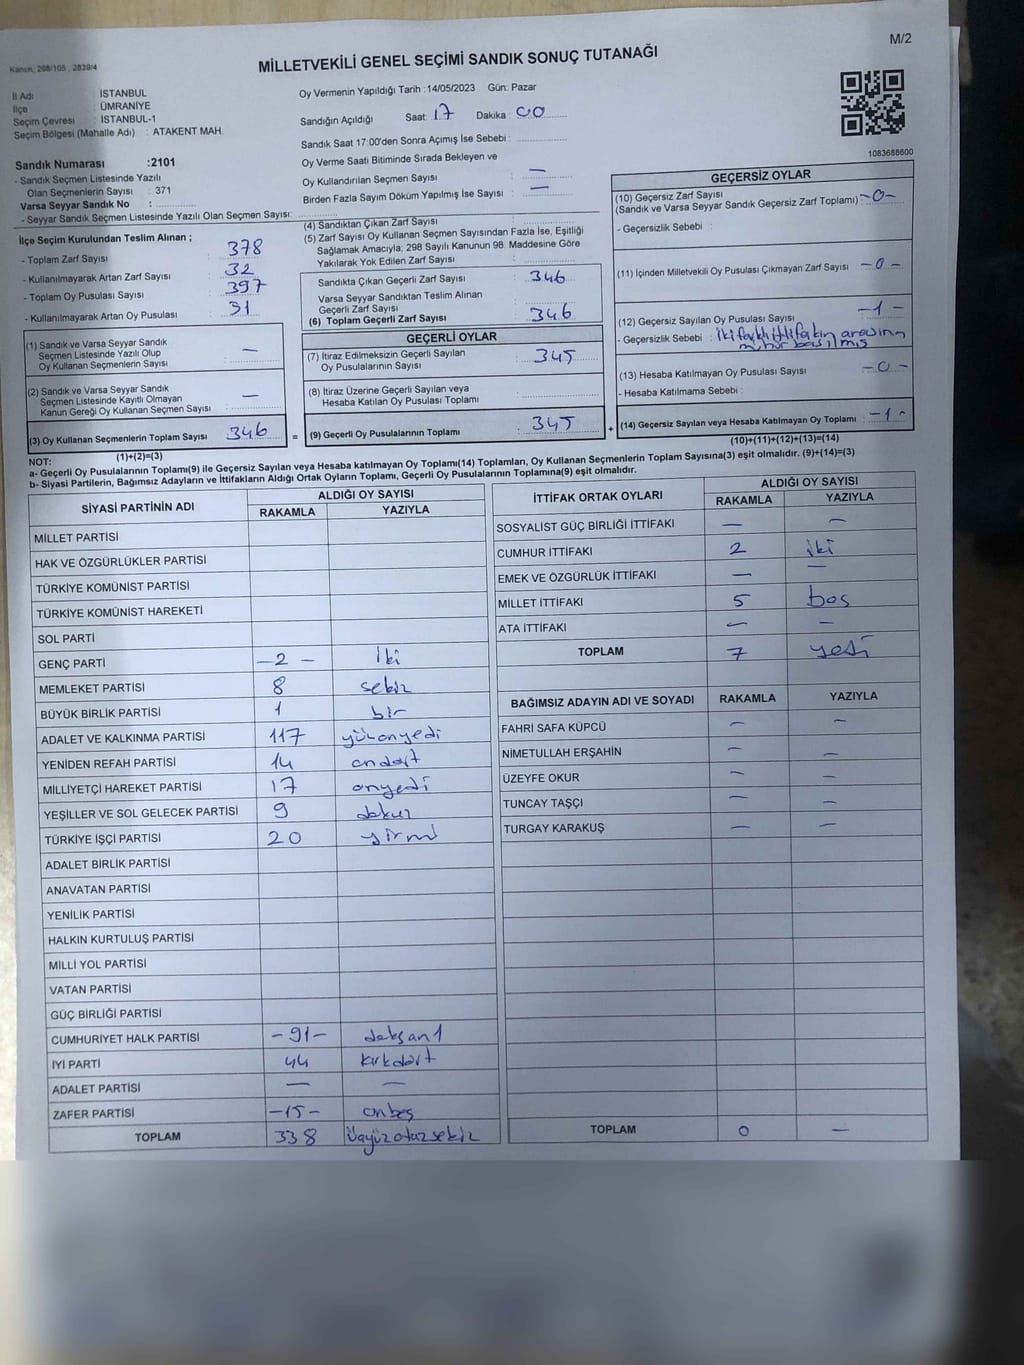 M/2
Kanun: 298/105 , 2839/4
MİLLETVEKİLİ GENEL SEÇİMİ SANDIK SONUÇ TUTANAĞI
İl Adı : İSTANBUL
İlçe : ÜMRANİYE
Seçim Çevresi : İSTANBUL-1
Seçim Bölgesi (Mahalle Adı) : ATAKENT MAH.
Sandık Numarası :2101
- Sandık Seçmen Listesinde Yazılı
Olan Seçmenlerin Sayısı : 371
Varsa Seyyar Sandık No :
- Seyyar Sandık Seçmen Listesinde Yazılı Olan Seçmen Sayısı:
Oy Vermenin Yapıldığı Tarih :14/05/2023 Gün: Pazar
Sandığın Açıldığı Saat: 17 Dakika : 00
Sandık Saat 17:00'den Sonra Açımış İse Sebebi :
Oy Verme Saati Bitiminde Sırada Bekleyen ve
Oy Kullandırılan Seçmen Sayısı : —
Birden Fazla Sayım Döküm Yapılmış İse Sayısı : —
1083688600
İlçe Seçim Kurulundan Teslim Alınan ;
- Toplam Zarf Sayısı : 378
- Kullanılmayarak Artan Zarf Sayısı : 32
- Toplam Oy Pusulası Sayısı : 397
- Kullanılmayarak Artan Oy Pusulası : 31
(1) Sandık ve Varsa Seyyar Sandık
Seçmen Listesinde Yazılı Olup
Oy Kullanan Seçmen Sayısı : —
(2) Sandık ve Varsa Seyyar Sandık
Seçmen Listesinde Kayıtlı Olmayan
Kanun Gereği Oy Kullanan Seçmen Sayısı : —
(3) Oy Kullanan Seçmenlerin Toplam Sayısı : 346
(1)+(2)=(3)
(4) Sandıktan Çıkan Zarf Sayısı :
(5) Zarf Sayısı Oy Kullanan Seçmen Sayısından Fazla İse, Eşitliği
Sağlamak Amacıyla; 298 Sayılı Kanunun 98. Maddesine Göre
Yakılarak Yok Edilen Zarf Sayısı :
Sandıkta Çıkan Geçerli Zarf Sayısı : 346
Varsa Seyyar Sandıktan Teslim Alınan
Geçerli Zarf Sayısı :
(6) Toplam Geçerli Zarf Sayısı : 346
GEÇERLİ OYLAR
(7) İtiraz Edilmeksizin Geçerli Sayılan
Oy Pusulalarının Sayısı : 345
(8) İtiraz Üzerine Geçerli Sayılan veya
Hesaba Katılan Oy Pusulası Toplamı :
= (9) Geçerli Oy Pusulalarının Toplamı : 345
GEÇERSİZ OYLAR
(10) Geçersiz Zarf Sayısı
(Sandık ve Varsa Seyyar Sandık Geçersiz Zarf Toplamı) : -0-
- Geçersizlik Sebebi :
(11) İçinden Milletvekili Oy Pusulası Çıkmayan Zarf Sayısı : -0-
(12) Geçersiz Sayılan Oy Pusulası Sayısı : -1-
- Geçersizlik Sebebi : iki farklı ittifakın arasına
mühür basılmış
(13) Hesaba Katılmayan Oy Pusulası Sayısı : -0-
- Hesaba Katılmama Sebebi :
+ (14) Geçersiz Sayılan veya Hesaba Katılmayan Oy Toplamı : -1-
(10)+(11)+(12)+(13)=(14)
NOT:
a- Geçerli Oy Pusulalarının Toplamı(9) ile Geçersiz Sayılan veya Hesaba katılmayan Oy Toplamı(14) Toplamları, Oy Kullanan Seçmenlerin Toplam Sayısına(3) eşit olmalıdır. (9)+(14)=(3)
b- Siyasi Partilerin, Bağımsız Adayların ve İttifakların Aldığı Ortak Oyların Toplamı, Geçerli Oy Pusulalarının Toplamına(9) eşit olmalıdır.
SİYASİ PARTİNİN ADI ALDIĞI OY SAYISI
RAKAMLA YAZIYLA
MİLLET PARTİSİ
HAK VE ÖZGÜRLÜKLER PARTİSİ
TÜRKİYE KOMÜNİST PARTİSİ
TÜRKİYE KOMÜNİST HAREKETİ
SOL PARTİ
GENÇ PARTİ -2- iki
MEMLEKET PARTİSİ 8 sekiz
BÜYÜK BİRLİK PARTİSİ 1 bir
ADALET VE KALKINMA PARTİSİ 117 yüzonyedi
YENİDEN REFAH PARTİSİ 14 ondört
MİLLİYETÇİ HAREKET PARTİSİ 17 onyedi
YEŞİLLER VE SOL GELECEK PARTİSİ 9 dokuz
TÜRKİYE İŞÇİ PARTİSİ 20 yirmi
ADALET BİRLİK PARTİSİ
ANAVATAN PARTİSİ
YENİLİK PARTİSİ
HALKIN KURTULUŞ PARTİSİ
MİLLİ YOL PARTİSİ
VATAN PARTİSİ
GÜÇ BİRLİĞİ PARTİSİ
CUMHURİYET HALK PARTİSİ -91- doksan1
İYİ PARTİ 44 kırkdört
ADALET PARTİSİ — —
ZAFER PARTİSİ -15- onbeş
TOPLAM 338 üçyüzotuzsekiz
İTTİFAK ORTAK OYLARI ALDIĞI OY SAYISI
RAKAMLA YAZIYLA
SOSYALİST GÜÇ BİRLİĞİ İTTİFAKI — —
CUMHUR İTTİFAKI 2 iki
EMEK VE ÖZGÜRLÜK İTTİFAKI — —
MİLLET İTTİFAKI 5 beş
ATA İTTİFAKI — —
TOPLAM 7 yedi
BAĞIMSIZ ADAYIN ADI VE SOYADI RAKAMLA YAZIYLA
FAHRİ SAFA KÜPCÜ — —
NİMETULLAH ERŞAHİN — —
ÜZEYFE OKUR — —
TUNCAY TAŞÇI — —
TURGAY KARAKUŞ — —
TOPLAM 0 —